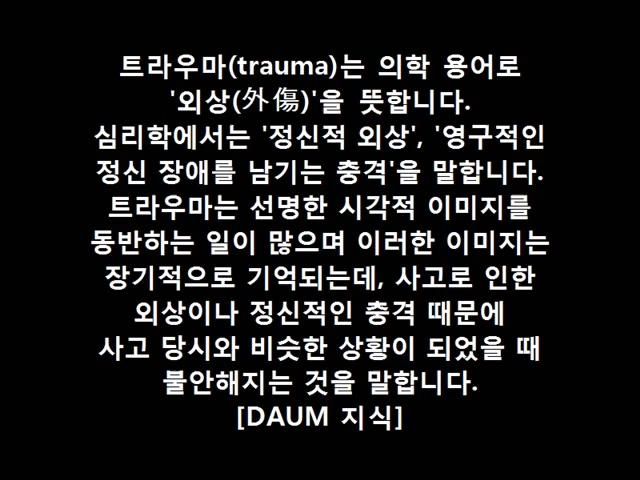 트라우마(trauma)는 의학 용어로
'외상(外傷)'을 뜻합니다.
심리학에서는 '정신적 외상', '영구적인
정신 장애를 남기는 충격'을 말합니다.
트라우마는 선명한 시각적 이미지를
동반하는 일이 많으며 이러한 이미지는
장기적으로 기억되는데, 사고로 인한
외상이나 정신적인 충격 때문에
사고 당시와 비슷한 상황이 되었을 때
불안해지는 것을 말합니다.
[DAUM 지식]